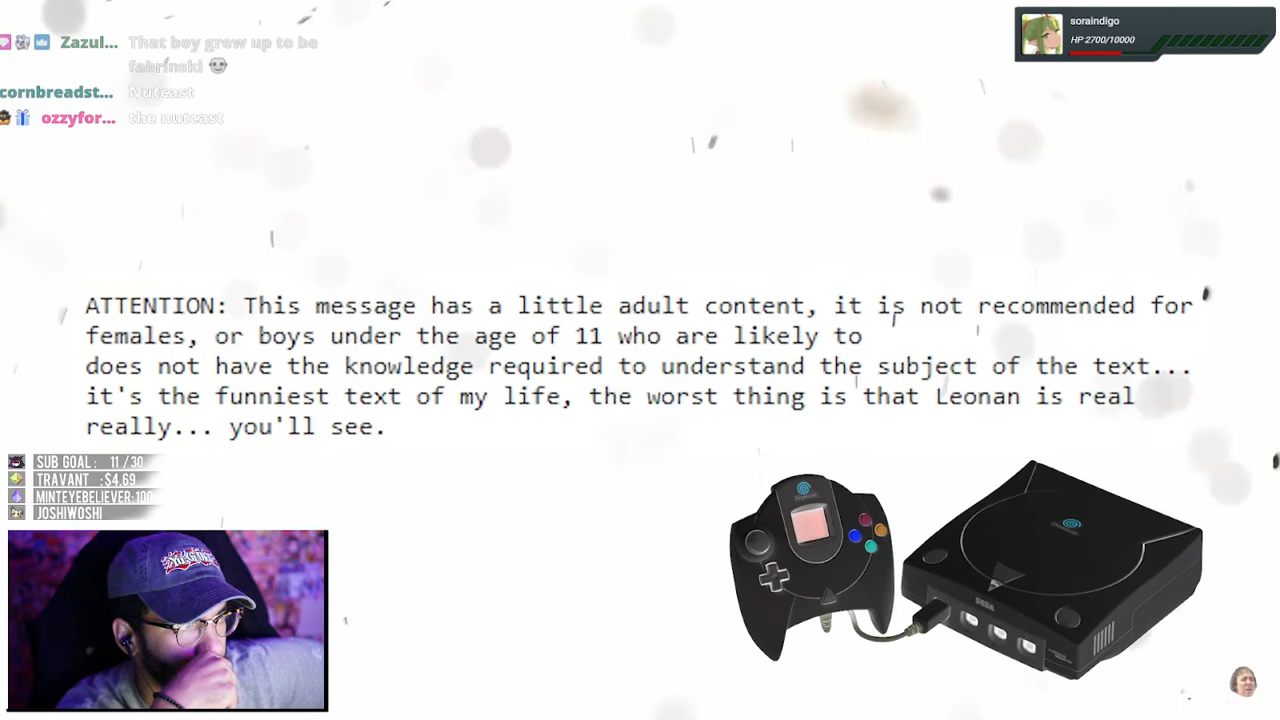 Zazul... That boy grew up to be
fabrinski
cornbreadst... Nutcast
ozzyfor... the nutcast
soraindigo
HP 2700/10000
ATTENTION: This message has a little adult content, it is not recommended for
females, or boys under the age of 11 who are likely to
does not have the knowledge required to understand the subject of the text...
it's the funniest text of my life, the worst thing is that Leonan is real
really... you'll see.
SUB GOAL: 11/30
TRAVANT :$4.69
MINTEYEBELIEVER:100
JOSHIWOSHI
SEGA